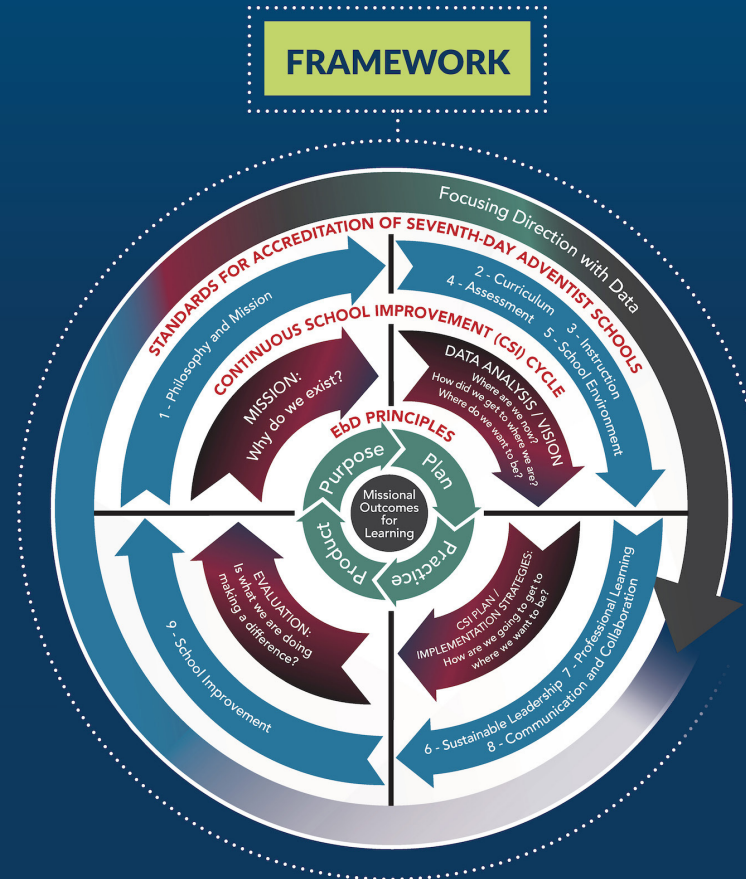 FRAMEWORK
Focusing Direction with Data
STANDARDS FOR ACCREDITATION OF SEVENTH-DAY ADVENTIST SCHOOLS
1 - Philosophy and Mission
2 - Curriculum 3 - Instruction
4 - Assessment 5 - School Environment
CONTINUOUS SCHOOL IMPROVEMENT (CSI) CYCLE
MISSION:
Why do we exist?
DATA ANALYSIS / VISION
Where are we now?
How did we get to where we are?
Where do we want to be?
EbD PRINCIPLES
Purpose
Plan
Missional
Outcomes
for
Learning
Product
Practice
EVALUATION:
Is what we are doing
making a difference?
CSI PLAN /
IMPLEMENTATION STRATEGIES:
How are we going to get to
where we want to be?
9 - School Improvement
6 - Sustainable Leadership 7 - Professional Learning
8 - Communication and Collaboration